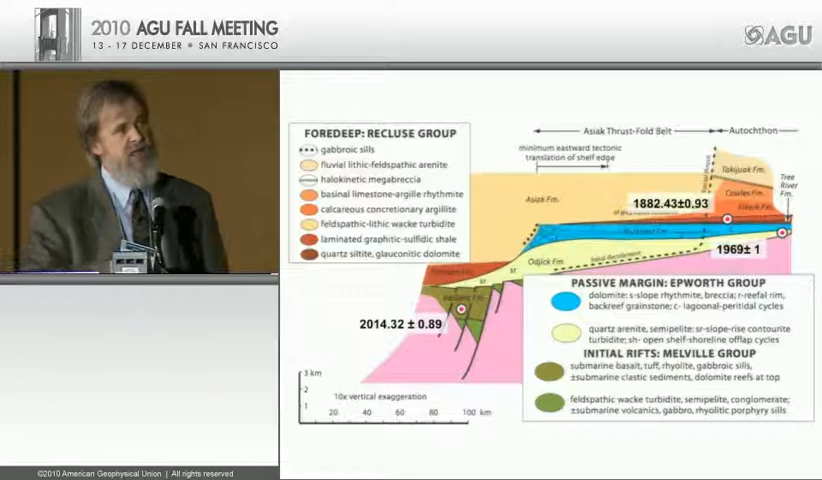 2010 AGU FALL MEETING
13 - 17 DECEMBER SAN FRANCISCO
AGU
FOREDEEP: RECLUSE GROUP
gabbroic sills
fluvial lithic-feldspathic arenite
halokinetic megabreccia
basinal limestone-argille rhythmite
calcareous concretionary argillite
feldspathic-lithic wacke turbidite
laminated graphitic-sulfidic shale
quartz siltite, glauconitic dolomite
Asiak Thrust-Fold Belt
Autochthon
minimum eastward tectonic
translation of shelf edge
Takijuak Fm.
Tree
River
Fm.
Cowles Fm.
Asiak Fm.
1882.43±0.93
1969± 1
Odjick Fm.
basal decollement
sr
2014.32 ± 0.89
PASSIVE MARGIN: EPWORTH GROUP
dolomite: s-slope rhythmite, breccia; r-reefal rim,
backreef grainstone; c- lagoonal-peritidal cycles
quartz arenite, semipelite: sr-slope-rise contourite
turbidite; sh- open shelf-shoreline offlap cycles
INITIAL RIFTS: MELVILLE GROUP
submarine basalt, tuff, rhyolite, gabbroic sills,
±submarine clastic sediments, dolomite reefs at top
feldspathic wacke turbidite, semipelite, conglomerate;
±submarine volcanics, gabbro, rhyolitic porphyry sills
3 km
2
1
10x vertical exaggeration
20 40 60 80 100 km
©2010 American Geophysical Union | All rights reserved